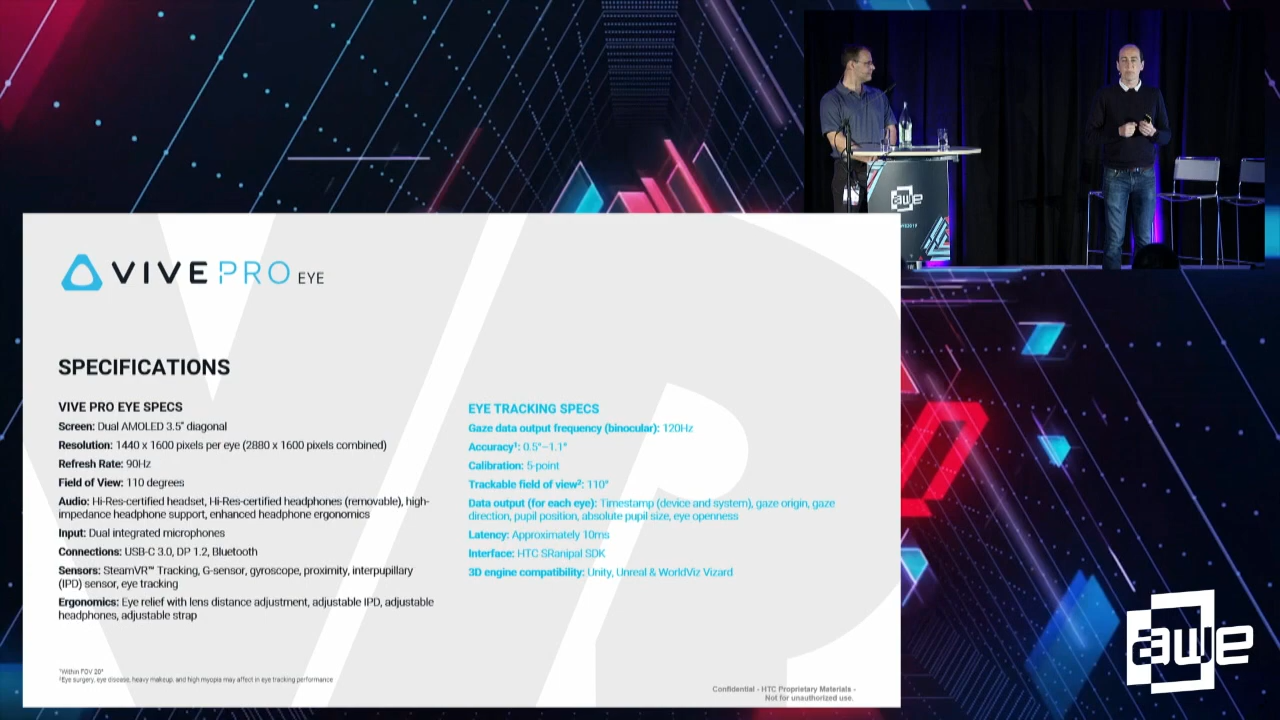 awe
VIVE PRO EYE
SPECIFICATIONS
VIVE PRO EYE SPECS
Screen: Dual AMOLED 3.5" diagonal
Resolution: 1440 x 1600 pixels per eye (2880 x 1600 pixels combined)
Refresh Rate: 90Hz
Field of View: 110 degrees
Audio: Hi-Res-certified headset, Hi-Res-certified headphones (removable), high-
impedance headphone support, enhanced headphone ergonomics
Input: Dual integrated microphones
Connections: USB-C 3.0, DP 1.2, Bluetooth
Sensors: SteamVR™ Tracking, G-sensor, gyroscope, proximity, interpupillary
(IPD) sensor, eye tracking
Ergonomics: Eye relief with lens distance adjustment, adjustable IPD, adjustable
headphones, adjustable strap
EYE TRACKING SPECS
Gaze data output frequency (binocular): 120Hz
Accuracy¹: 0.5°–1.1°
Calibration: 5-point
Trackable field of view²: 110°
Data output (for each eye): Timestamp (device and system), gaze origin, gaze
direction, pupil position, absolute pupil size, eye openness
Latency: Approximately 10ms
Interface: HTC SRanipal SDK
3D engine compatibility: Unity, Unreal & WorldViz Vizard
¹Within FOV 20°
²Eye surgery, eye disease, heavy makeup, and high myopia may affect in eye tracking performance
Confidential - HTC Proprietary Materials -
Not for unauthorized use.
awe